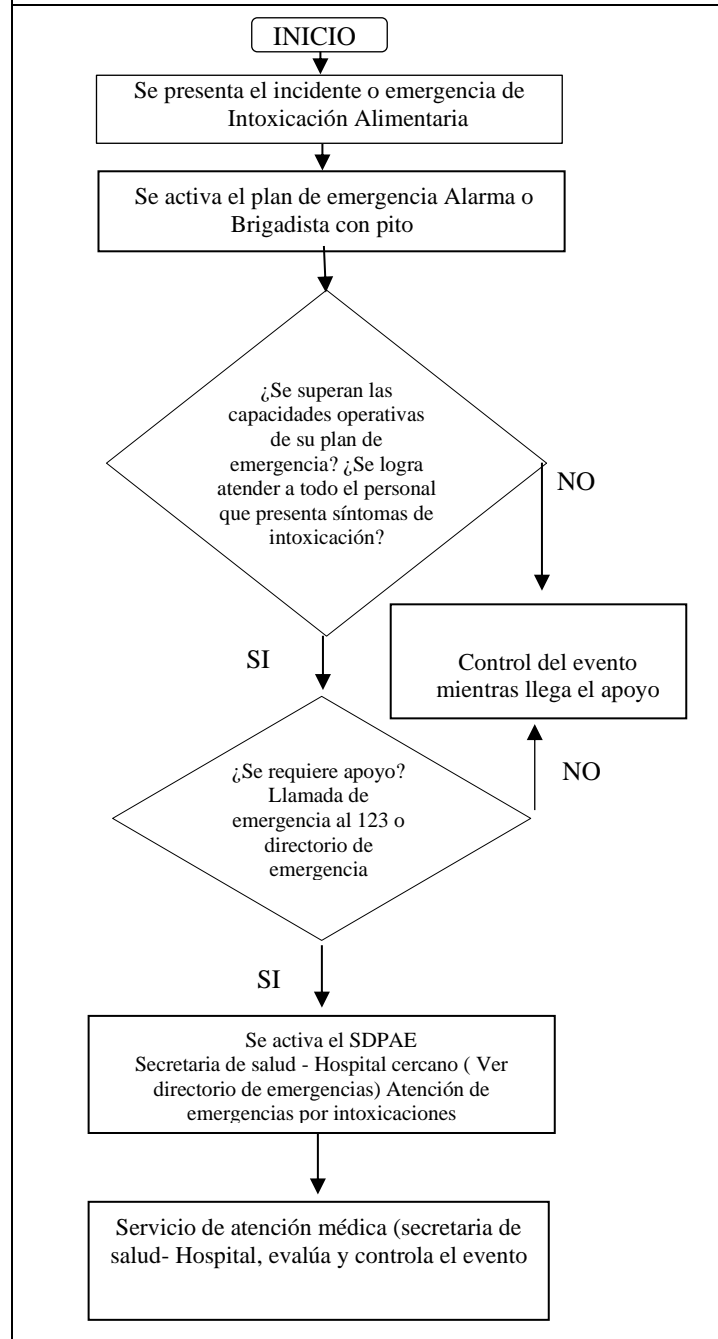 INICIO
Se presenta el incidente o emergencia de
Intoxicación Alimentaria
Se activa el plan de emergencia Alarma o
Brigadista con pito
¿Se superan las
capacidades operativas
de su plan de
emergencia? ¿Se logra
atender a todo el personal
que presenta síntomas de
intoxicación?
NO
SI
Control del evento
mientras llega el apoyo
¿Se requiere apoyo?
Llamada de
emergencia al 123 o
directorio de
emergencia
NO
SI
Se activa el SDPAE
Secretaria de salud - Hospital cercano ( Ver
directorio de emergencias) Atención de
emergencias por intoxicaciones
Servicio de atención médica (secretaria de
salud- Hospital, evalúa y controla el evento